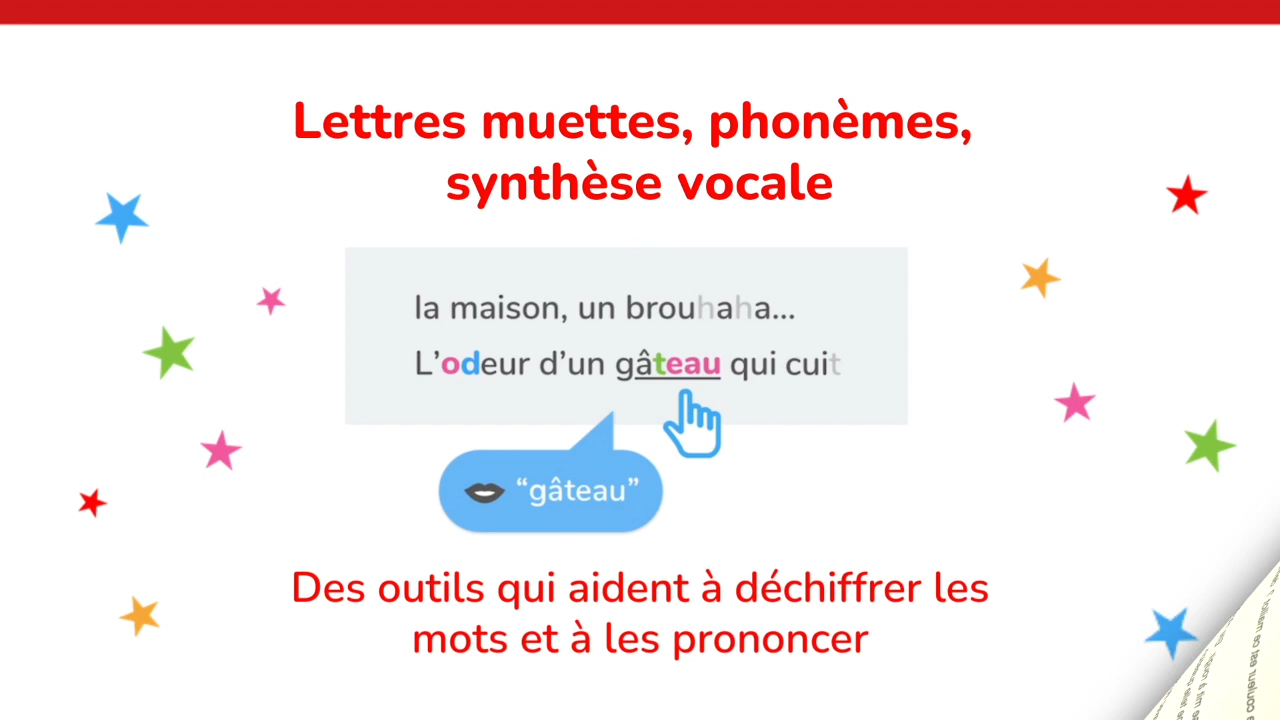 Lettres muettes, phonèmes,
synthèse vocale
la maison, un brouhaha...
L’odeur d’un gâteau qui cuit
“gâteau”
Des outils qui aident à déchiffrer les
mots et à les prononcer